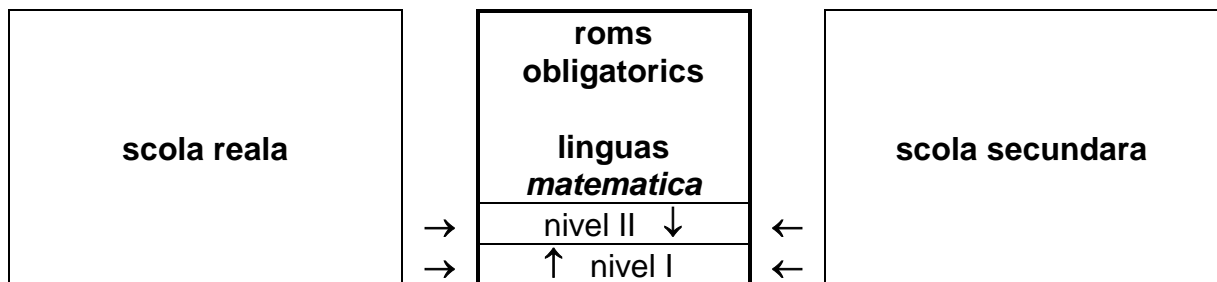 scola reala
roms
obligatorics
linguas
matematica
→ nivel II ↓ ←
→ ↑ nivel I ←
scola secundara